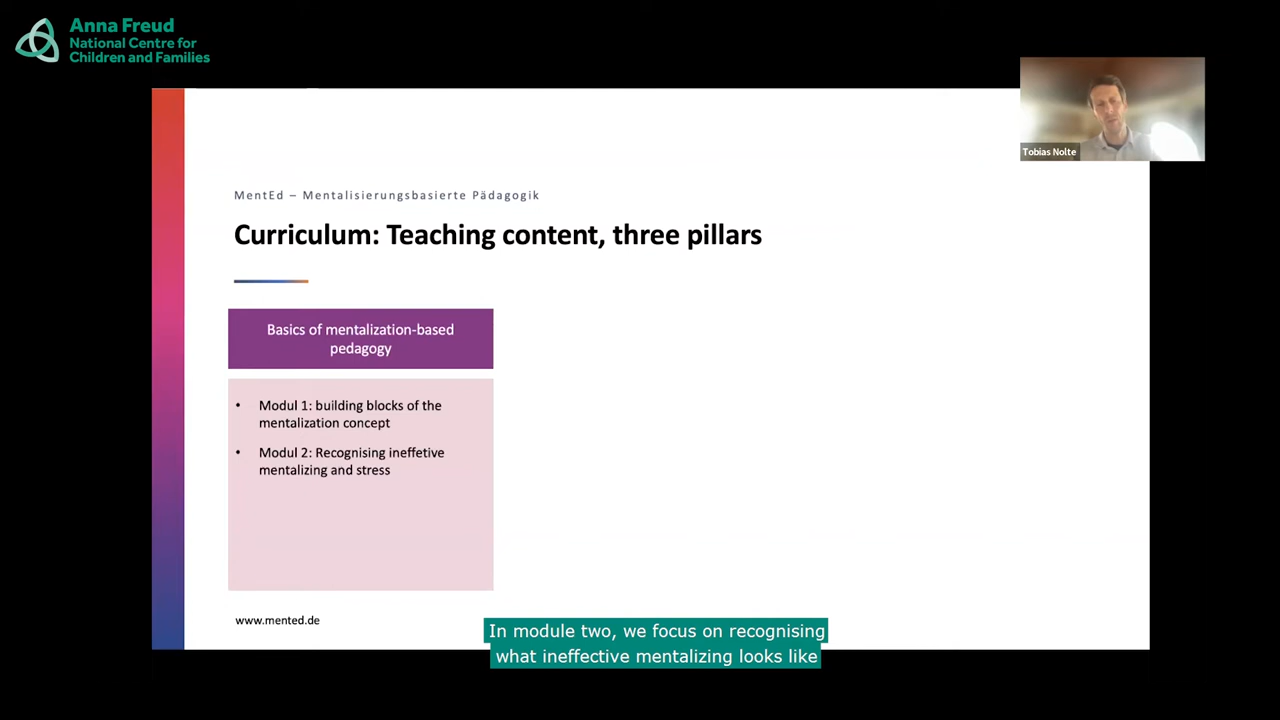 Anna Freud
National Centre for
Children and Families
Tobias Nolte
MentEd – Mentalisierungsbasierte Pädagogik
Curriculum: Teaching content, three pillars
Basics of mentalization-based
pedagogy
• Modul 1: building blocks of the
mentalization concept
• Modul 2: Recognising ineffetive
mentalizing and stress
www.mented.de
In module two, we focus on recognising
what ineffective mentalizing looks like